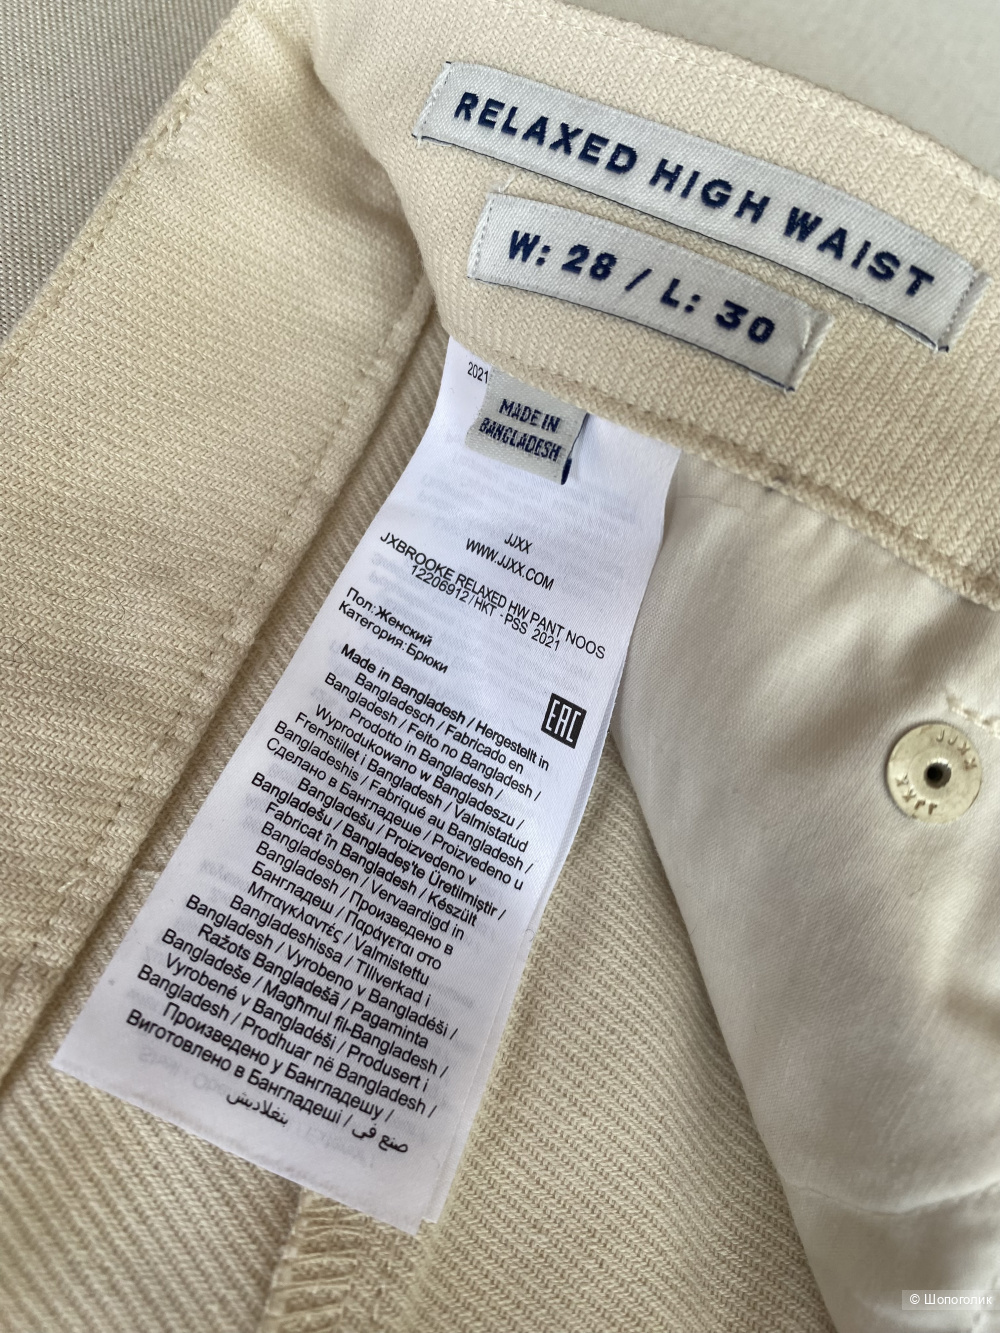 RELAXED HIGH WAIST
W: 28 / L: 30
2021
MADE IN
BANGLADESH
JJXX
WWW.JJXX.COM
JXBROOKE RELAXED HW PANT NOOS
12206912/HKT -PSS 2021
Пол:Женский
Категория:Брюки
EAC
Made in Bangladesh / Hergestellt in
Bangladesch / Fabricado en
Bangladesh / Feito no Bangladesh /
Prodotto in Bangladesh /
Wyprodukowano w Bangladeszu /
Fremstillet i Bangladesh / Valmistatud
Bangladeshis / Fabriqué au Bangladesh /
Сделано в Бангладеше / Proizvedeno u
Bangladešu / Proizvedeno v
Bangladešu / Bangladeş'te Üretilmiştir /
Fabricat în Bangladesh / Készült
Bangladesben / Vervaardigd in
Bangladesh / Произведено в
Бангладеш / Παράγεται στο
Μπαγκλαντές / Valmistettu
Bangladeshissa / Tillverkad i
Bangladesh / Vyrobeno v Bangladéši /
Ražots Bangladešā / Pagaminta
Bangladeše / Magħmul fil-Bangladesh /
Vyrobené v Bangladéši / Produsert i
Bangladesh / Prodhuar në Bangladesh /
Произведено у Бангладешу /
Виготовлено в Бангладеші / صنع في
بنغلاديش
JJXX
JJXX
© Шопоголик